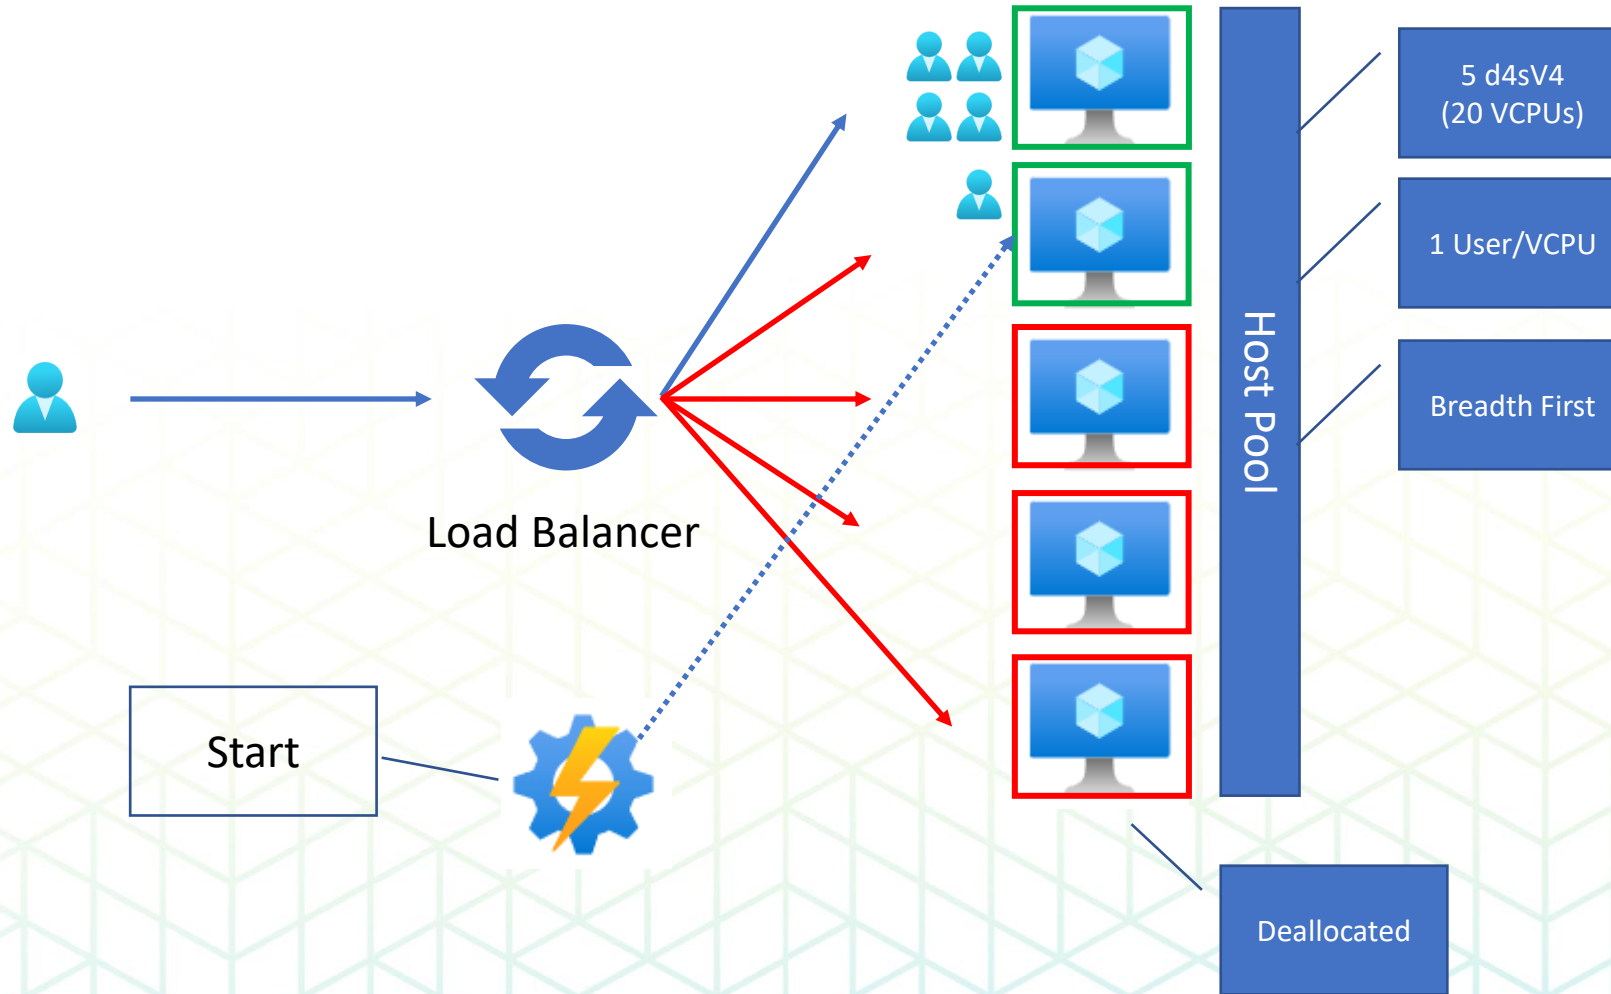 5 d4sV4
(20 VCPUs)
1 User/VCPU
Host Pool
Breadth First
Load Balancer
Start
Deallocated